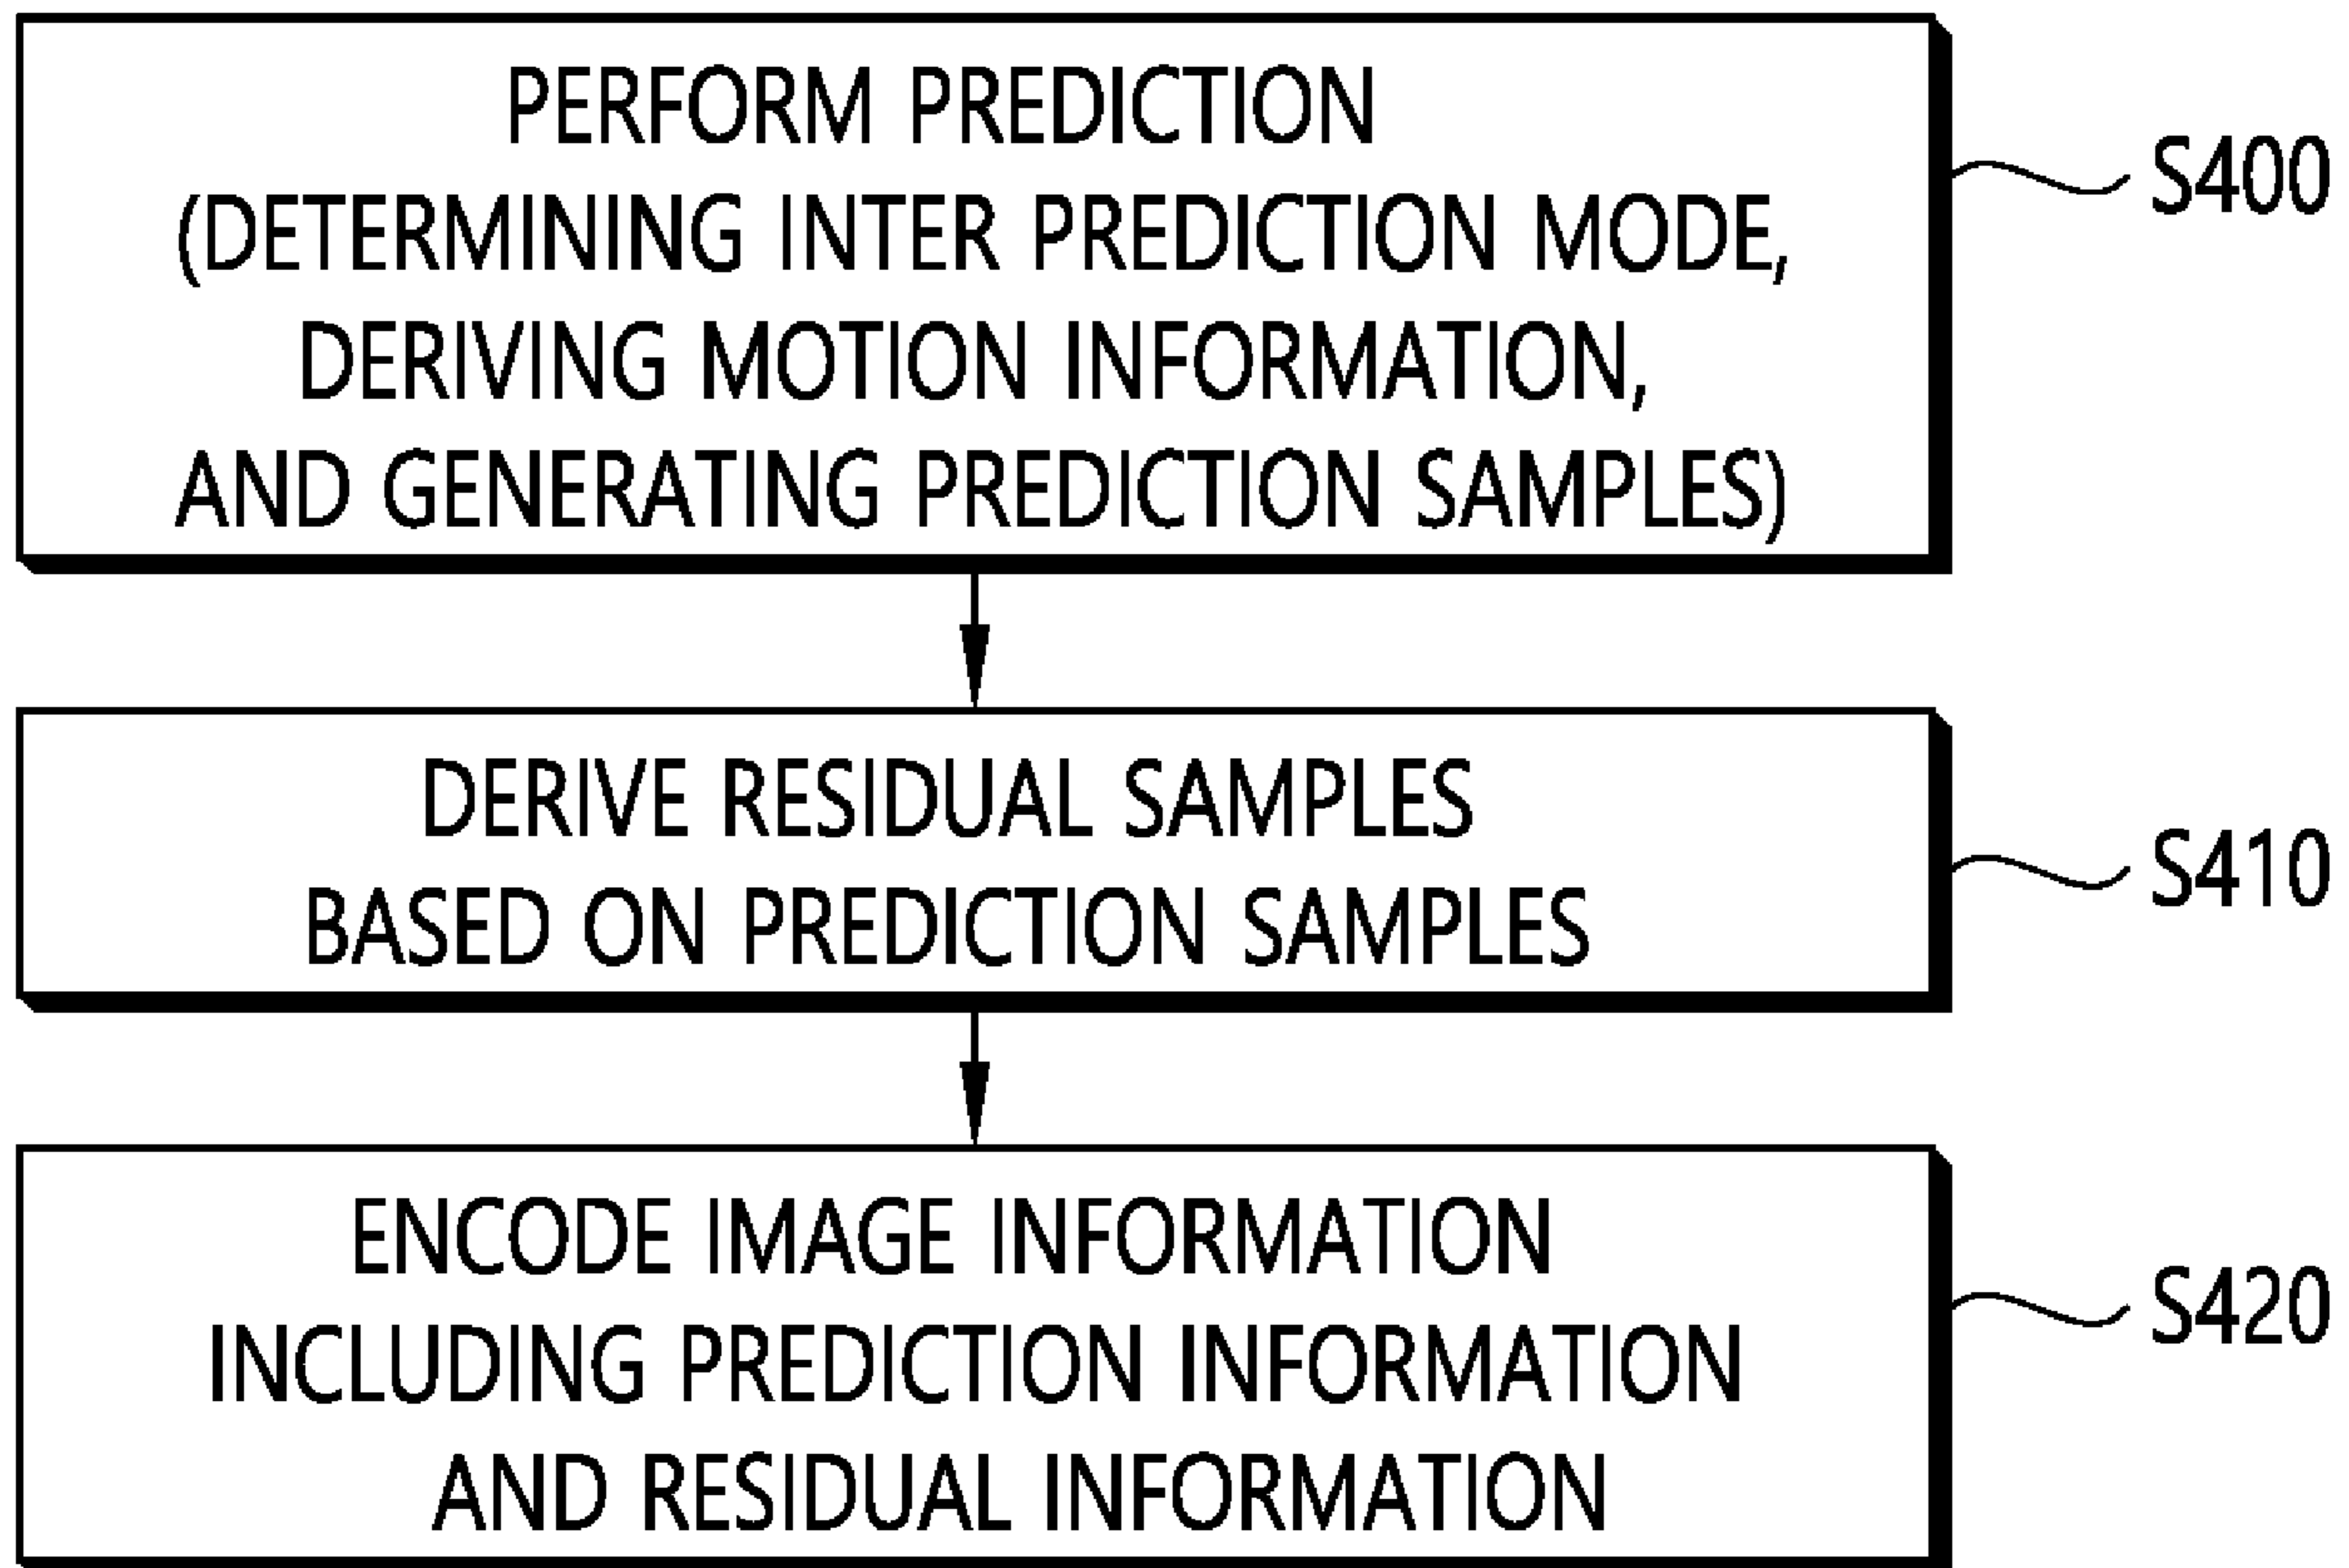 PERFORM PREDICTION
(DETERMINING INTER PREDICTION MODE,
DERIVING MOTION INFORMATION,
AND GENERATING PREDICTION SAMPLES)
S400
DERIVE RESIDUAL SAMPLES
BASED ON PREDICTION SAMPLES
S410
ENCODE IMAGE INFORMATION
INCLUDING PREDICTION INFORMATION
AND RESIDUAL INFORMATION
S420